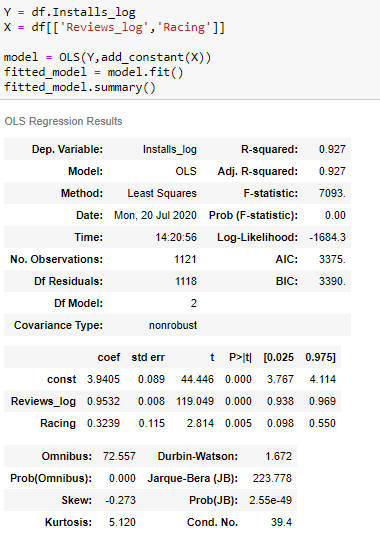 Y = df.Installs_log
X = df[['Reviews_log','Racing']]
model = OLS(Y,add_constant(X))
fitted_model = model.fit()
fitted_model.summary()
OLS Regression Results
Dep. Variable: Installs_log R-squared: 0.927
Model: OLS Adj. R-squared: 0.927
Method: Least Squares F-statistic: 7093.
Date: Mon, 20 Jul 2020 Prob (F-statistic): 0.00
Time: 14:20:56 Log-Likelihood: -1684.3
No. Observations: 1121 AIC: 3375.
Df Residuals: 1118 BIC: 3390.
Df Model: 2
Covariance Type: nonrobust
coef std err t P>|t| [0.025 0.975]
const 3.9405 0.089 44.446 0.000 3.767 4.114
Reviews_log 0.9532 0.008 119.049 0.000 0.938 0.969
Racing 0.3239 0.115 2.814 0.005 0.098 0.550
Omnibus: 72.557 Durbin-Watson: 1.672
Prob(Omnibus): 0.000 Jarque-Bera (JB): 223.778
Skew: -0.273 Prob(JB): 2.55e-49
Kurtosis: 5.120 Cond. No. 39.4